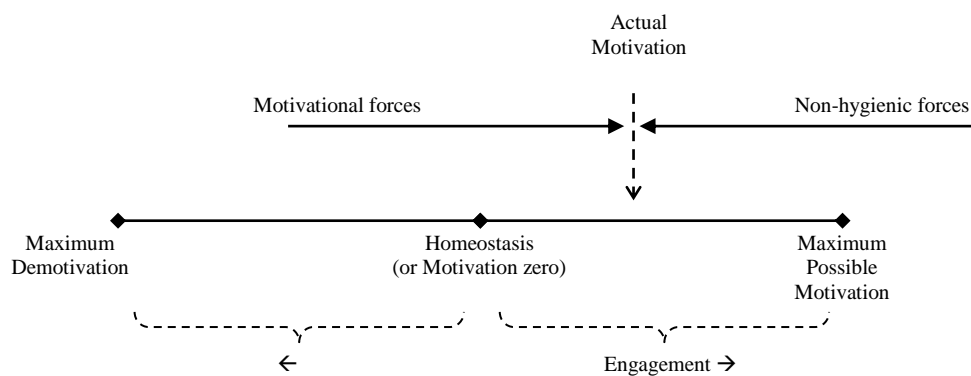 Actual
Motivation
Motivational forces
Non-hygienic forces
Maximum
Demotivation
Homeostasis
(or Motivation zero)
Maximum
Possible
Motivation
←
Engagement →